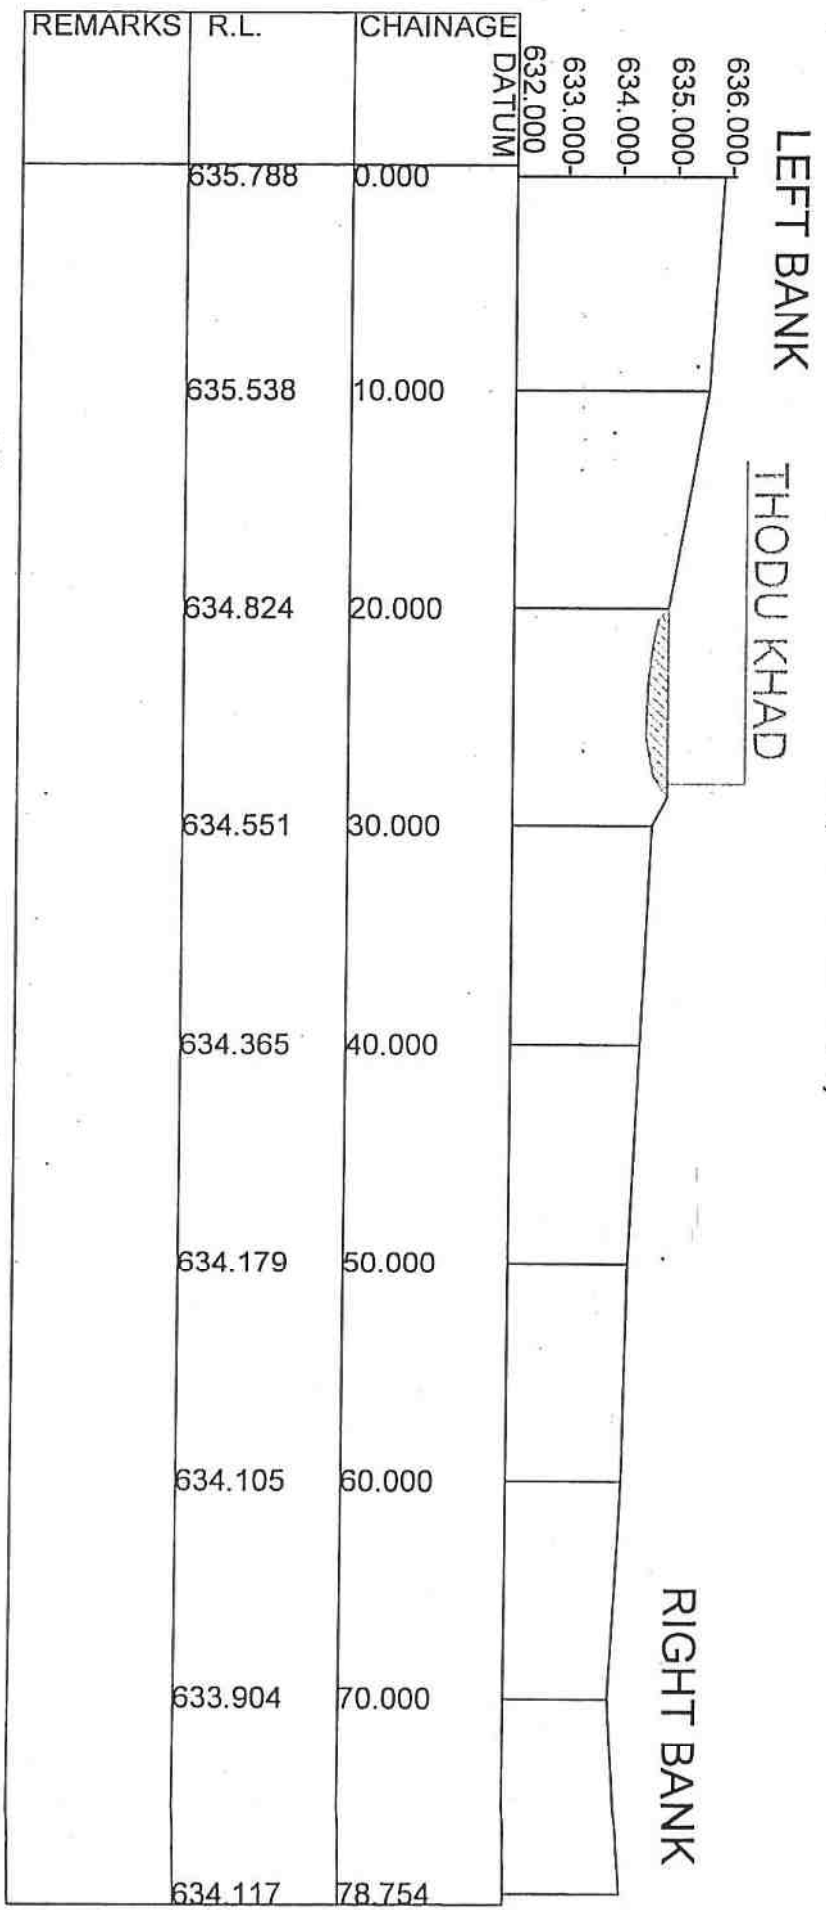 REMARKS R.L. CHAINAGE
DATUM
632.000
633.000
634.000
635.000
636.000
LEFT BANK
THODU KHAD
RIGHT BANK
635.788 0.000
635.538 10.000
634.824 20.000
634.551 30.000
634.365 40.000
634.179 50.000
634.105 60.000
633.904 70.000
634.117 78.754